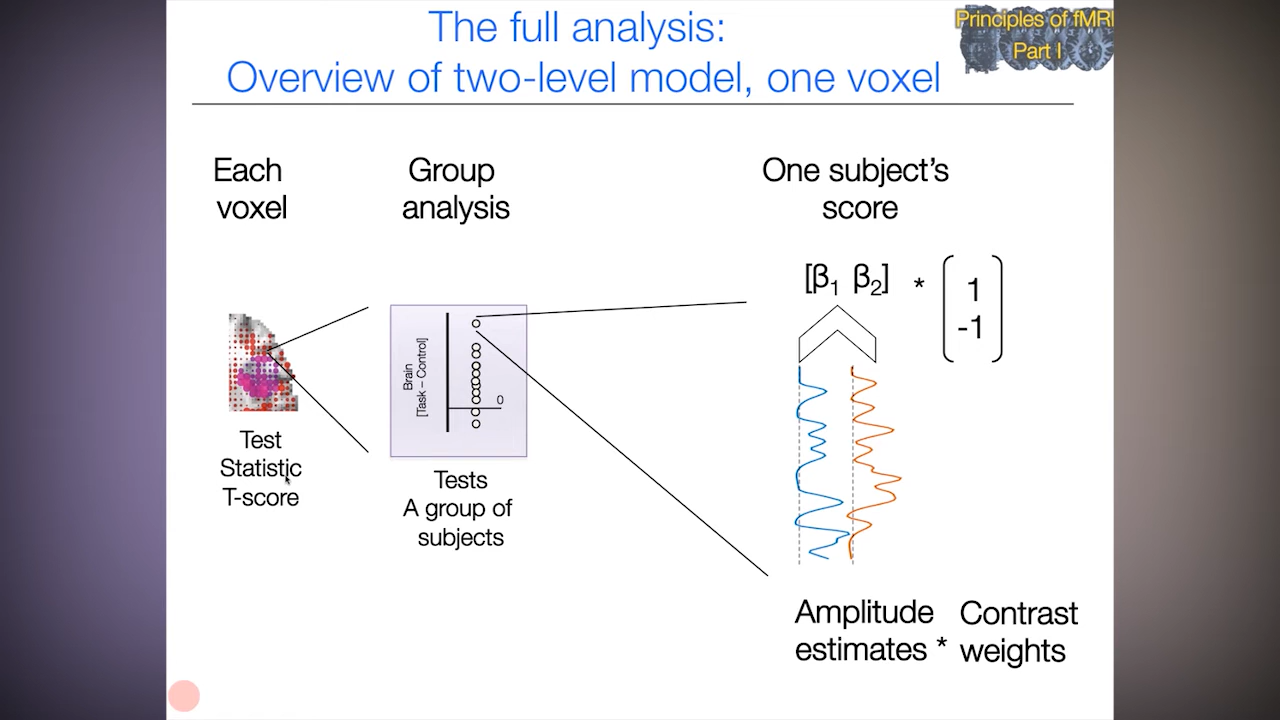 The full analysis:
Overview of two-level model, one voxel
Principles of fMRI
Part I
Each
voxel
Group
analysis
One subject's
score
[β1 β2] * 
1
-1
Brain
[Task – Control]
0
Test
Statistic
T-score
Tests
A group of
subjects
Amplitude
estimates *
Contrast
weights